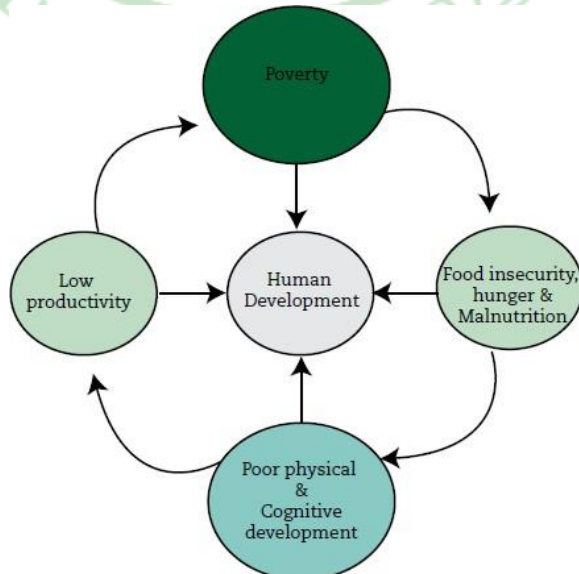 Poverty
Low
productivity
Human
Development
Food insecurity,
hunger &
Malnutrition
Poor physical
&
Cognitive
development